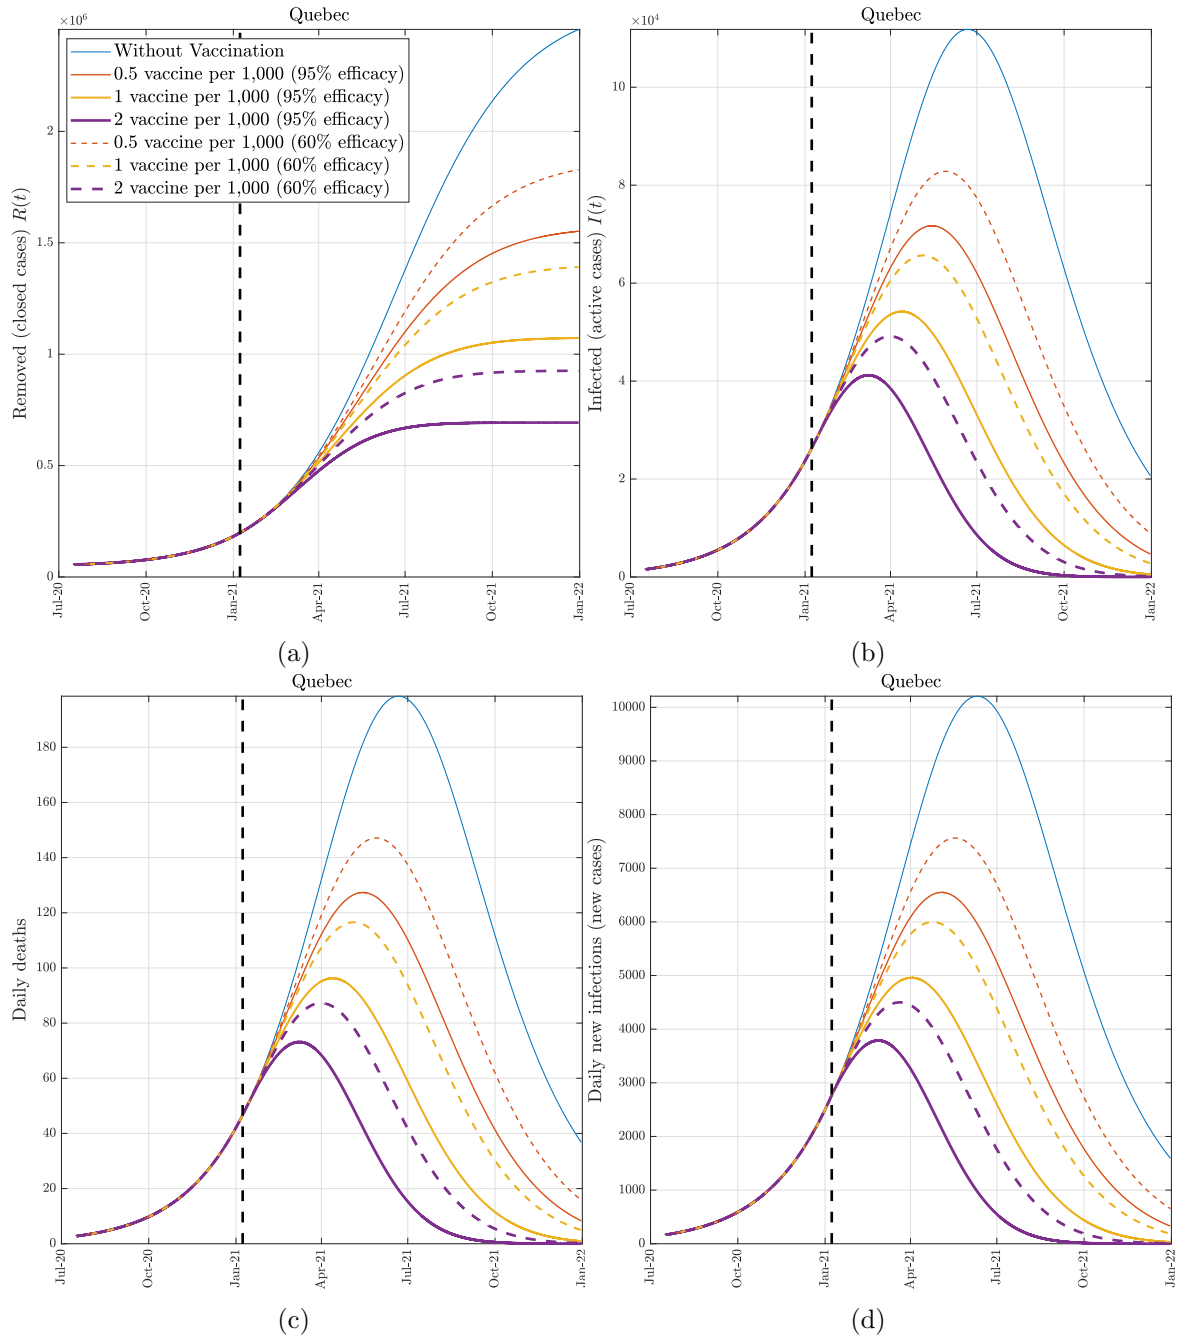 Quebec
×10^6
Without Vaccination
0.5 vaccine per 1,000 (95% efficacy)
1 vaccine per 1,000 (95% efficacy)
2 vaccine per 1,000 (95% efficacy)
0.5 vaccine per 1,000 (60% efficacy)
1 vaccine per 1,000 (60% efficacy)
2 vaccine per 1,000 (60% efficacy)
Removed (closed cases) R(t)
2
1.5
1
0.5
0
Jul-20
Oct-20
Jan-21
Apr-21
Jul-21
Oct-21
Jan-22
(a)
Quebec
×10^4
Infected (active cases) I(t)
10
8
6
4
2
0
Jul-20
Oct-20
Jan-21
Apr-21
Jul-21
Oct-21
Jan-22
(b)
Quebec
Daily deaths
180
160
140
120
100
80
60
40
20
0
Jul-20
Oct-20
Jan-21
Apr-21
Jul-21
Oct-21
Jan-22
(c)
Quebec
Daily new infections (new cases)
10000
9000
8000
7000
6000
5000
4000
3000
2000
1000
0
Jul-20
Oct-20
Jan-21
Apr-21
Jul-21
Oct-21
Jan-22
(d)